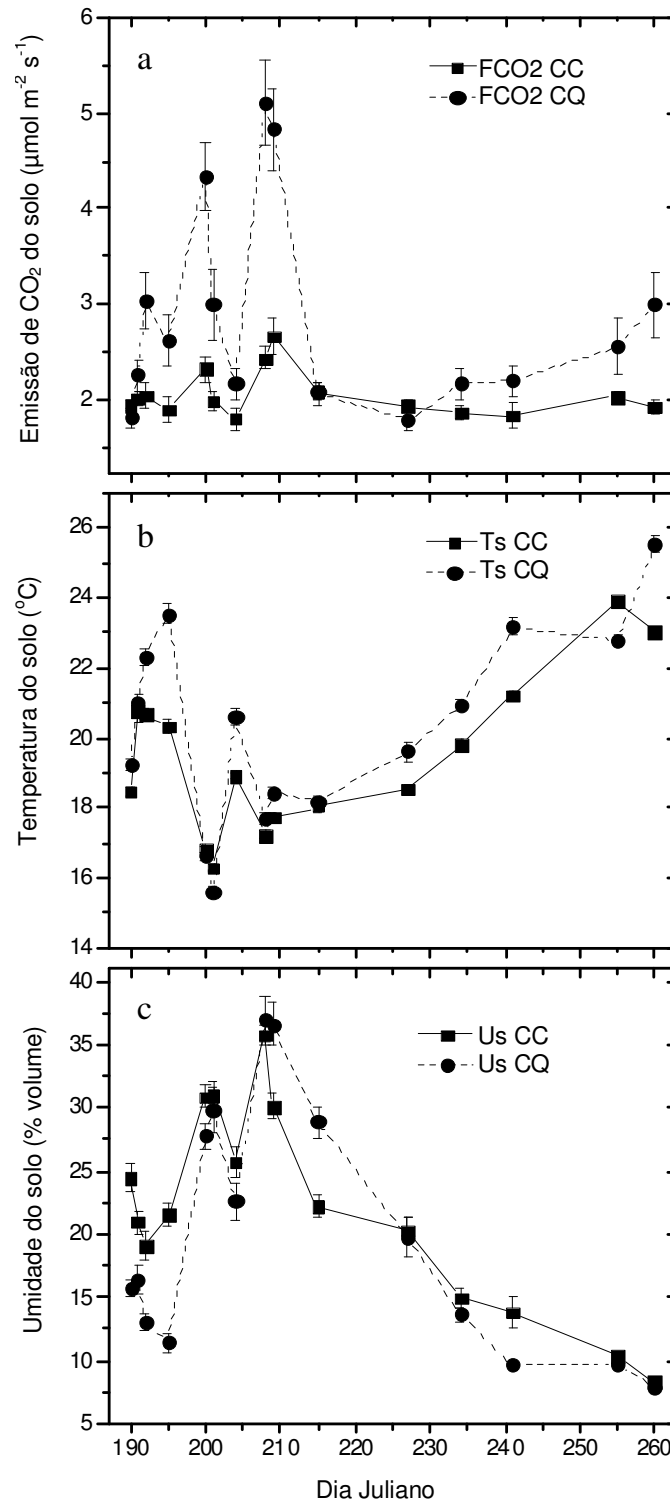 6
5
4
3
2
Emissão de CO₂ do solo (µmol m⁻² s⁻¹)
a
FCO2 CC
FCO2 CQ
26
24
22
20
18
16
14
Temperatura do solo (°C)
b
Ts CC
Ts CQ
40
35
30
25
20
15
10
5
Umidade do solo (% volume)
c
Us CC
Us CQ
190 200 210 220 230 240 250 260
Dia Juliano